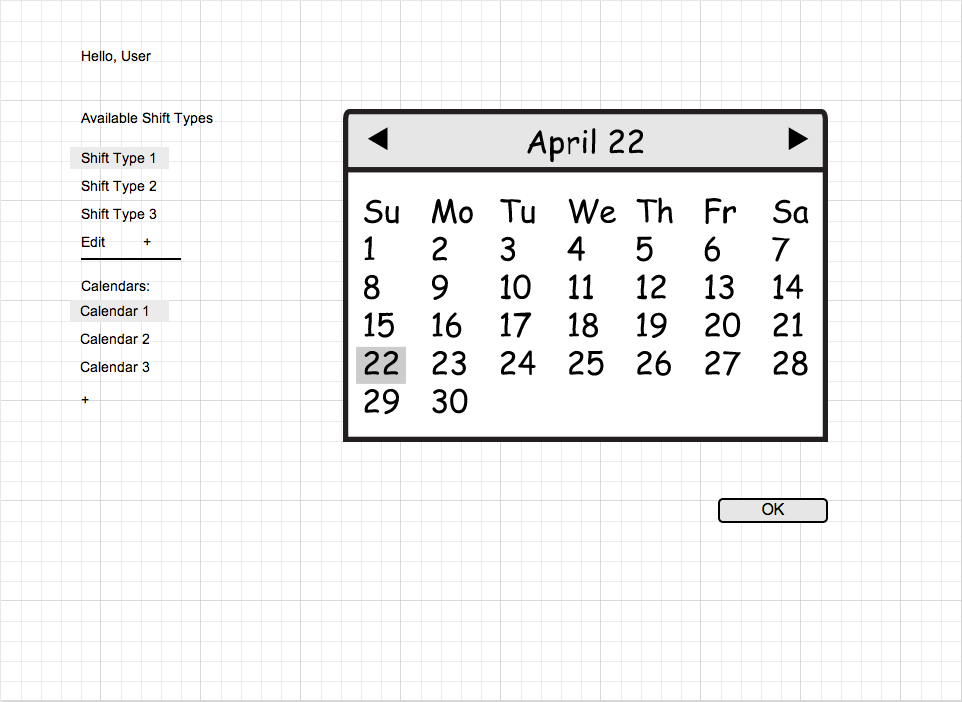 Hello, User
Available Shift Types
Shift Type 1
Shift Type 2
Shift Type 3
Edit +
Calendars:
Calendar 1
Calendar 2
Calendar 3
+
April 22
Su Mo Tu We Th Fr Sa
1 2 3 4 5 6 7
8 9 10 11 12 13 14
15 16 17 18 19 20 21
22 23 24 25 26 27 28
29 30
OK